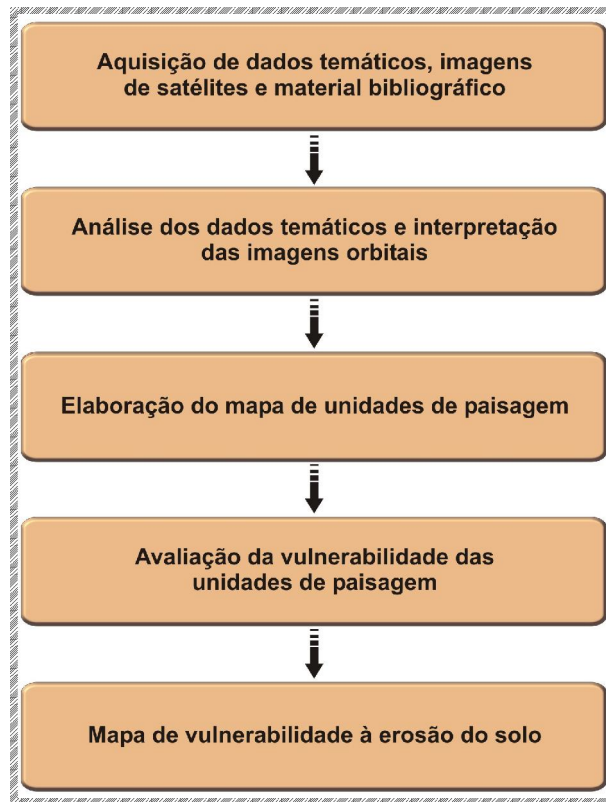 Aquisição de dados temáticos, imagens
de satélites e material bibliográfico
Análise dos dados temáticos e interpretação
das imagens orbitais
Elaboração do mapa de unidades de paisagem
Avaliação da vulnerabilidade das
unidades de paisagem
Mapa de vulnerabilidade à erosão do solo